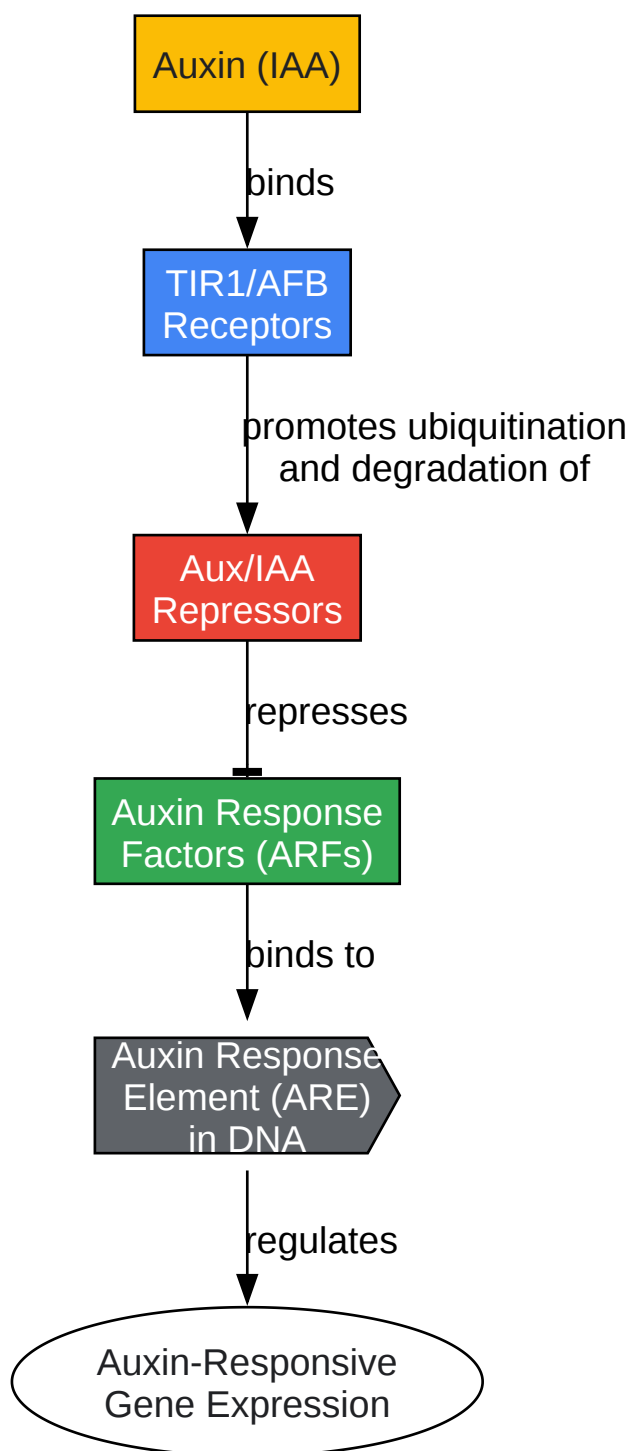 Auxin (IAA)
binds
TIR1/AFB
Receptors
promotes ubiquitination
and degradation of
Aux/IAA
Repressors
represses
Auxin Response
Factors (ARFs)
binds to
Auxin Response
Element (ARE)
in DNA
regulates
Auxin-Responsive
Gene Expression